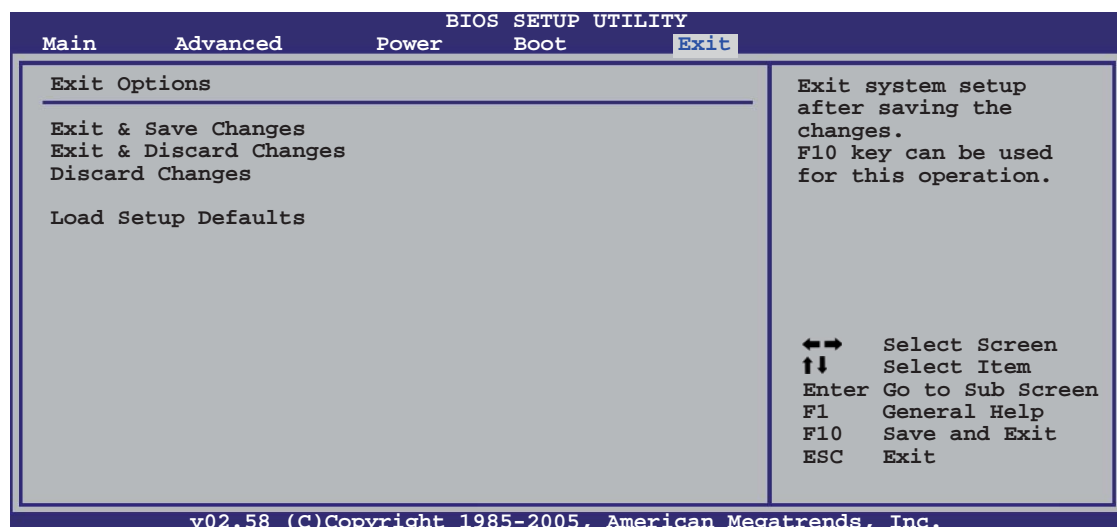 BIOS SETUP UTILITY
Main Advanced Power Boot Exit
Exit Options
Exit & Save Changes
Exit & Discard Changes
Discard Changes
Load Setup Defaults
Exit system setup
after saving the
changes.
F10 key can be used
for this operation.
←→ Select Screen
↑↓ Select Item
Enter Go to Sub Screen
F1 General Help
F10 Save and Exit
ESC Exit
v02.58 (C)Copyright 1985-2005, American Megatrends, Inc.